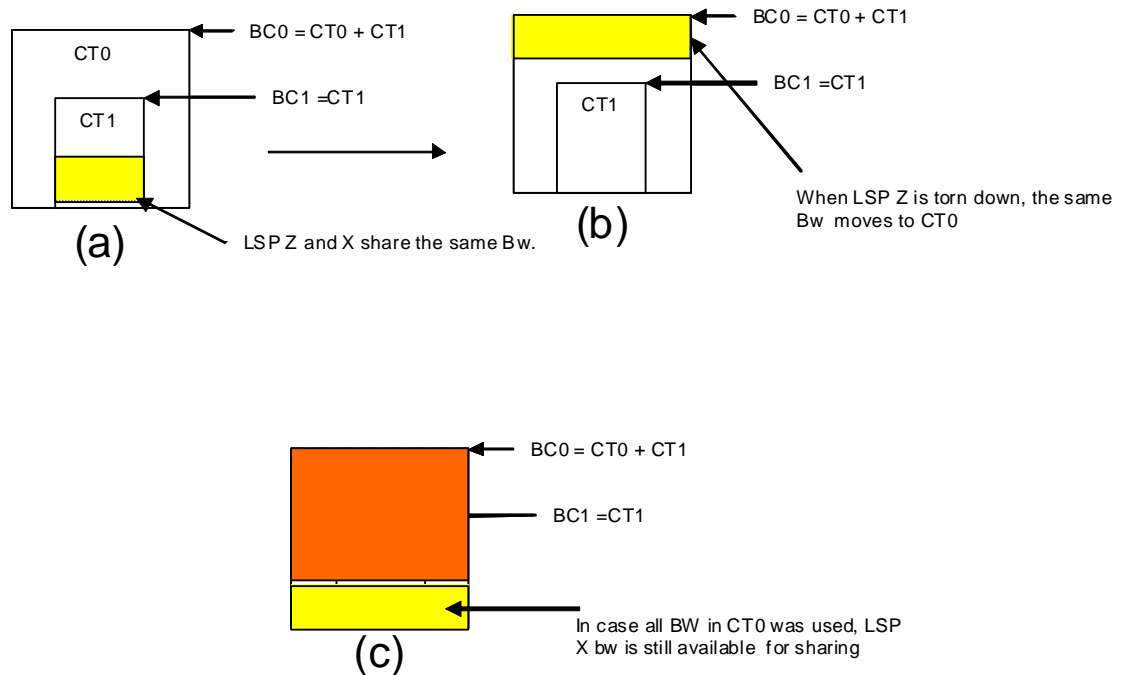 BC0 = CT0 + CT1
CT0
BC1 =CT1
CT1
LSP Z and X share the same Bw.
(a)
BC0 = CT0 + CT1
BC1 =CT1
CT1
When LSP Z is torn down, the same
Bw moves to CT0
(b)
BC0 = CT0 + CT1
BC1 =CT1
In case all BW in CT0 was used, LSP
X bw is still available for sharing
(c)